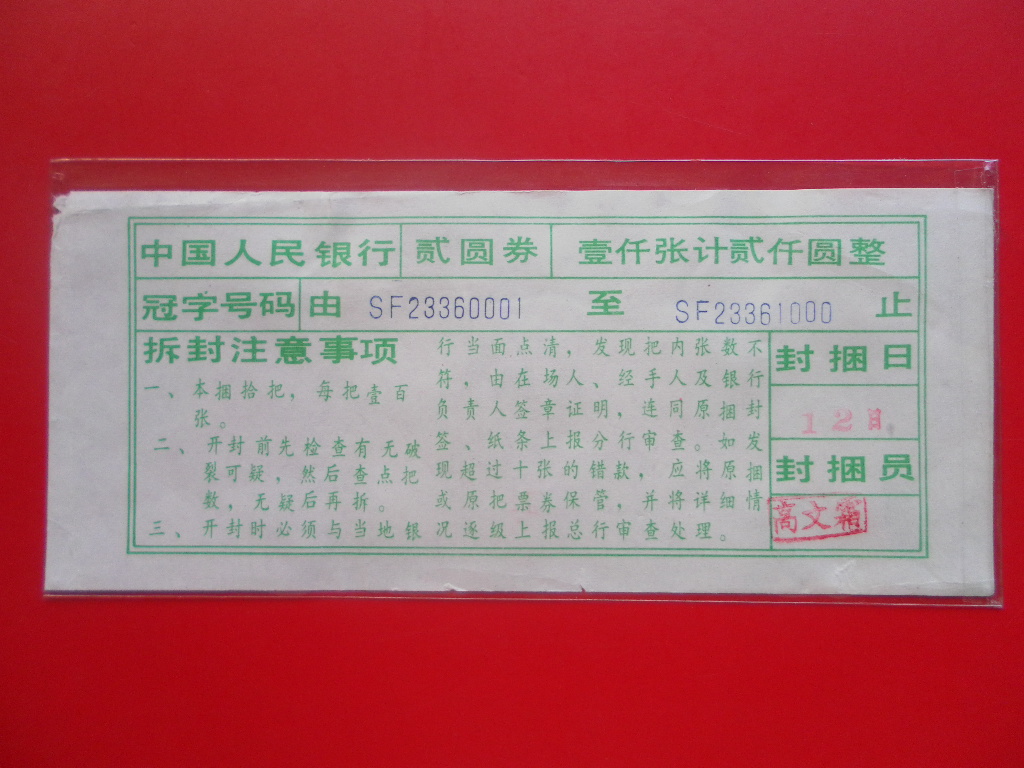 中国人民银行 贰圆券 壹仟张计贰仟圆整
冠字号码 由 SF23360001 至 SF23361000 止
拆封注意事项
一、本捆拾把，每把壹百
张。
二、开封前先检查有无破
裂可疑，然后查点把
数，无疑后再拆。
三、开封时必须与当地银
行当面点清，发现把内张数不
符，由在场人、经手人及银行
负责人签章证明，连同原捆封
签、纸条上报分行审查。如发
现超过十张的错款，应将原捆
或原把票券保管，并将详细情
况逐级上报总行审查处理。
封捆日
12日
封捆员
高文霜